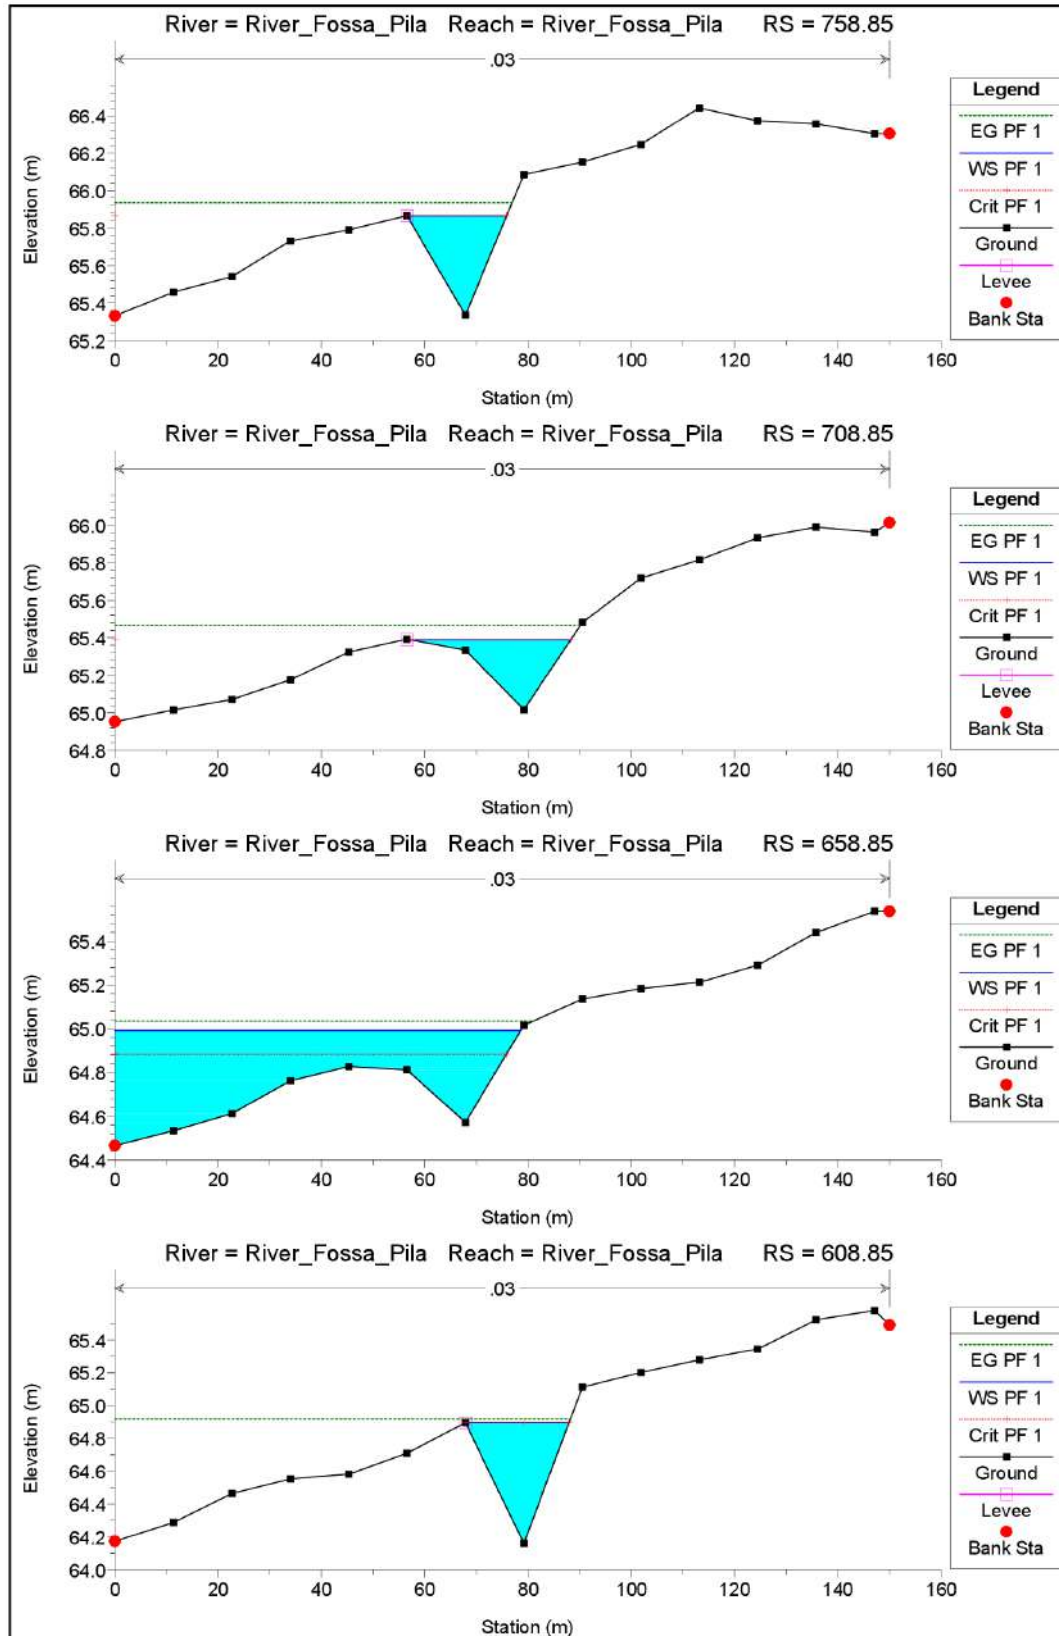 River = River_Fossa_Pila Reach = River_Fossa_Pila RS = 758.85
.03
Legend
EG PF 1
WS PF 1
Crit PF 1
Ground
Levee
Bank Sta
Elevation (m)
66.4
66.2
66.0
65.8
65.6
65.4
65.2
0 20 40 60 80 100 120 140 160
Station (m)
River = River_Fossa_Pila Reach = River_Fossa_Pila RS = 708.85
.03
Legend
EG PF 1
WS PF 1
Crit PF 1
Ground
Levee
Bank Sta
Elevation (m)
66.0
65.8
65.6
65.4
65.2
65.0
64.8
0 20 40 60 80 100 120 140 160
Station (m)
River = River_Fossa_Pila Reach = River_Fossa_Pila RS = 658.85
.03
Legend
EG PF 1
WS PF 1
Crit PF 1
Ground
Bank Sta
Elevation (m)
65.4
65.2
65.0
64.8
64.6
64.4
0 20 40 60 80 100 120 140 160
Station (m)
River = River_Fossa_Pila Reach = River_Fossa_Pila RS = 608.85
.03
Legend
EG PF 1
WS PF 1
Crit PF 1
Ground
Levee
Bank Sta
Elevation (m)
65.4
65.2
65.0
64.8
64.6
64.4
64.2
64.0
0 20 40 60 80 100 120 140 160
Station (m)